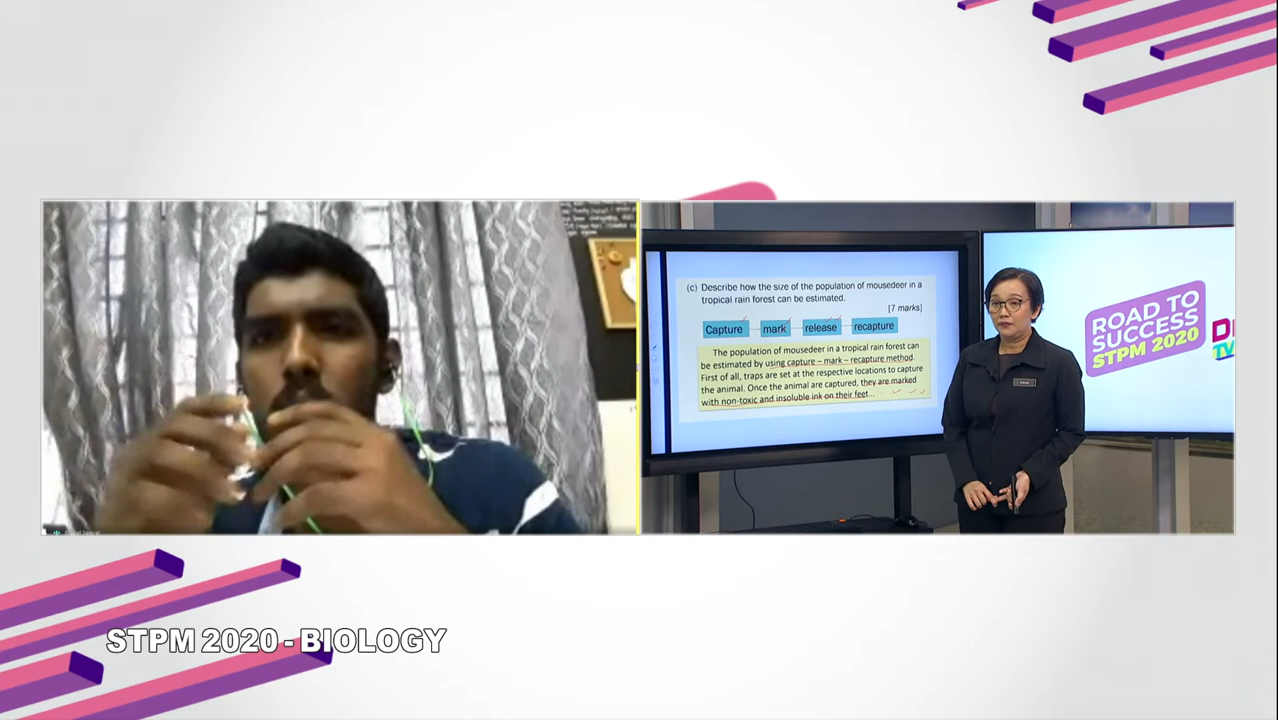 (c) Describe how the size of the population of mousedeer in a
tropical rain forest can be estimated.
[7 marks]
Capture mark release recapture
The population of mousedeer in a tropical rain forest can
be estimated by using capture – mark – recapture method.
First of all, traps are set at the respective locations to capture
the animal. Once the animal are captured, they are marked
with non-toxic and insoluble ink on their feet...
ROAD TO
SUCCESS
STPM 2020
TV
STPM 2020 - BIOLOGY